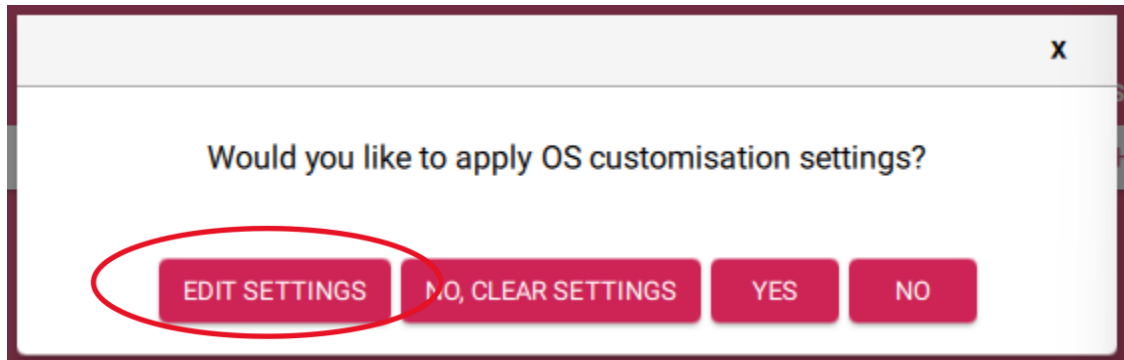 x
Would you like to apply OS customisation settings?
EDIT SETTINGS NO, CLEAR SETTINGS YES NO